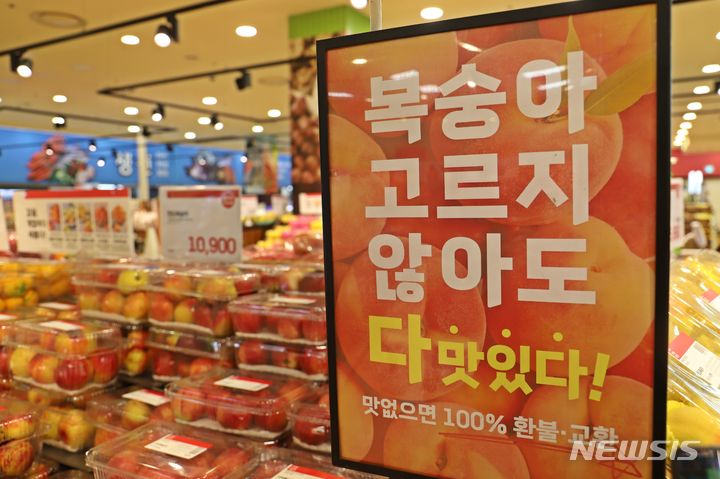 복숭아
고르지
않아도
다 맛있다!
맛없으면 100% 환불·교환
10,900
NEWSIS